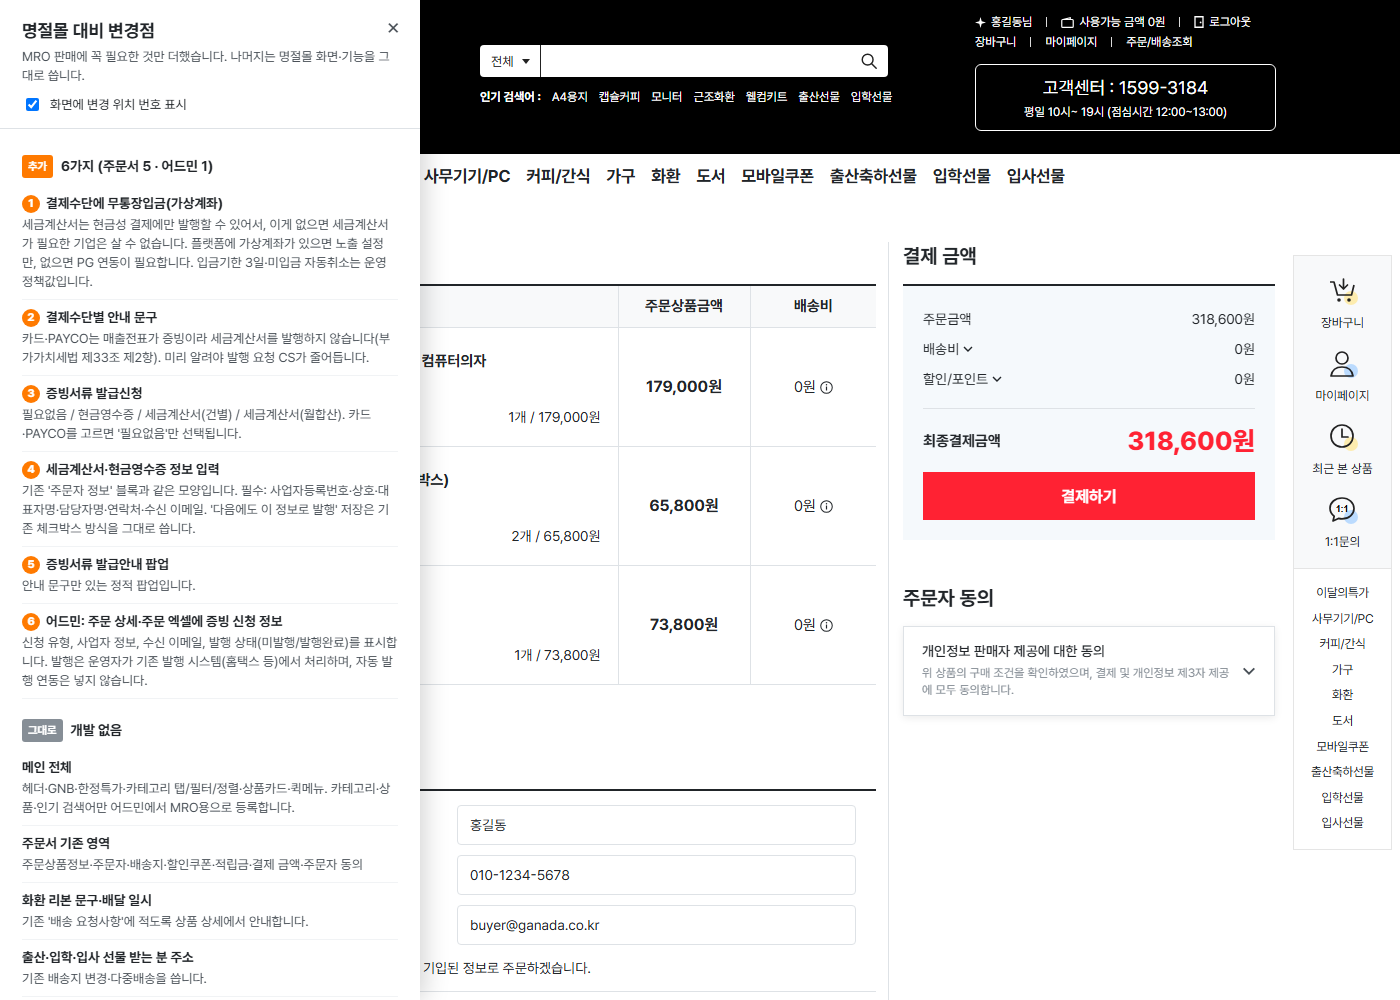 명절몰 대비 변경점
MRO 판매에 꼭 필요한 것만 더했습니다. 나머지는 명절몰 화면·기능을 그
대로 씁니다.
화면에 변경 위치 번호 표시
추가 6가지 (주문서 5 · 어드민 1)
1 결제수단에 무통장입금(가상계좌)
세금계산서는 현금성 결제에만 발행할 수 있어서, 이게 없으면 세금계산서
가 필요한 기업은 살 수 없습니다. 플랫폼에 가상계좌가 있으면 노출 설정
만, 없으면 PG 연동이 필요합니다. 입금기한 3일·미입금 자동취소는 운영
정책값입니다.
2 결제수단별 안내 문구
카드·PAYCO는 매출전표가 증빙이라 세금계산서를 발행하지 않습니다(부
가가치세법 제33조 제2항). 미리 알려야 발행 요청 CS가 줄어듭니다.
3 증빙서류 발급신청
필요없음 / 현금영수증 / 세금계산서(건별) / 세금계산서(월합산). 카드
·PAYCO를 고르면 '필요없음'만 선택됩니다.
4 세금계산서·현금영수증 정보 입력
기존 '주문자 정보' 블록과 같은 모양입니다. 필수: 사업자등록번호·상호·대
표자명·담당자명·연락처·수신 이메일. '다음에도 이 정보로 발행' 저장은 기
존 체크박스 방식을 그대로 씁니다.
5 증빙서류 발급안내 팝업
안내 문구만 있는 정적 팝업입니다.
6 어드민: 주문 상세·주문 엑셀에 증빙 신청 정보
신청 유형, 사업자 정보, 수신 이메일, 발행 상태(미발행/발행완료)를 표시합
니다. 발행은 운영자가 기존 발행 시스템(홈택스 등)에서 처리하며, 자동 발
행 연동은 넣지 않습니다.
그대로 개발 없음
메인 전체
헤더·GNB·한정특가·카테고리 탭/필터/정렬·상품카드·퀵메뉴. 카테고리·상
품·인기 검색어만 어드민에서 MRO용으로 등록합니다.
주문서 기존 영역
주문상품정보·주문자·배송지·할인쿠폰·적립금·결제 금액·주문자 동의
화환 리본 문구·배달 일시
기존 '배송 요청사항'에 적도록 상품 상세에서 안내합니다.
출산·입학·입사 선물 받는 분 주소
기존 배송지 변경·다중배송을 씁니다.
홍길동님 | 사용가능 금액 0원 | 로그아웃
장바구니 | 마이페이지 | 주문/배송조회
전체
인기 검색어 : A4용지 캡슐커피 모니터 근조화환 웰컴키트 출산선물 입학선물
고객센터 : 1599-3184
평일 10시~ 19시 (점심시간 12:00~13:00)
사무기기/PC 커피/간식 가구 화환 도서 모바일쿠폰 출산축하선물 입학선물 입사선물
주문상품금액 배송비
컴퓨터의자
1개 / 179,000원
179,000원 0원
박스)
2개 / 65,800원
65,800원 0원
1개 / 73,800원
73,800원 0원
홍길동
010-1234-5678
buyer@ganada.co.kr
기입된 정보로 주문하겠습니다.
결제 금액
주문금액 318,600원
배송비 0원
할인/포인트 0원
최종결제금액 318,600원
결제하기
주문자 동의
개인정보 판매자 제공에 대한 동의
위 상품의 구매 조건을 확인하였으며, 결제 및 개인정보 제3자 제공
에 모두 동의합니다.
장바구니
마이페이지
최근 본 상품
1:1
1:1문의
이달의특가
사무기기/PC
커피/간식
가구
화환
도서
모바일쿠폰
출산축하선물
입학선물
입사선물